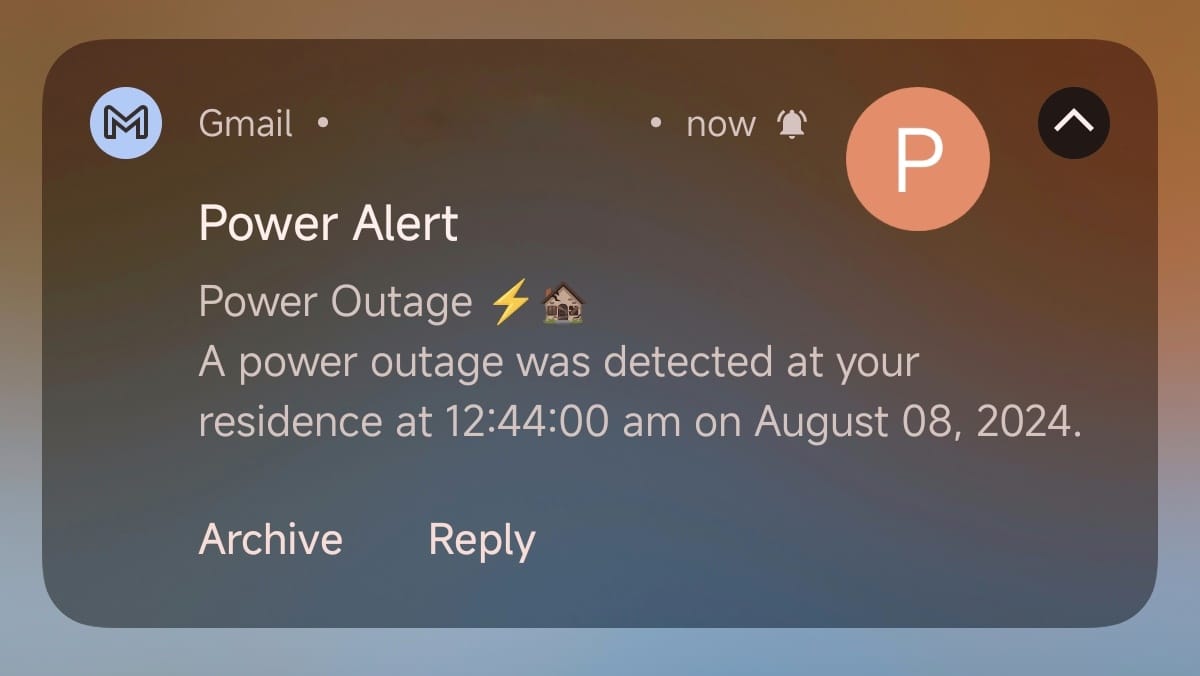 Gmail • • now
P
Power Alert
Power Outage ⚡🏚️
A power outage was detected at your
residence at 12:44:00 am on August 08, 2024.
Archive Reply